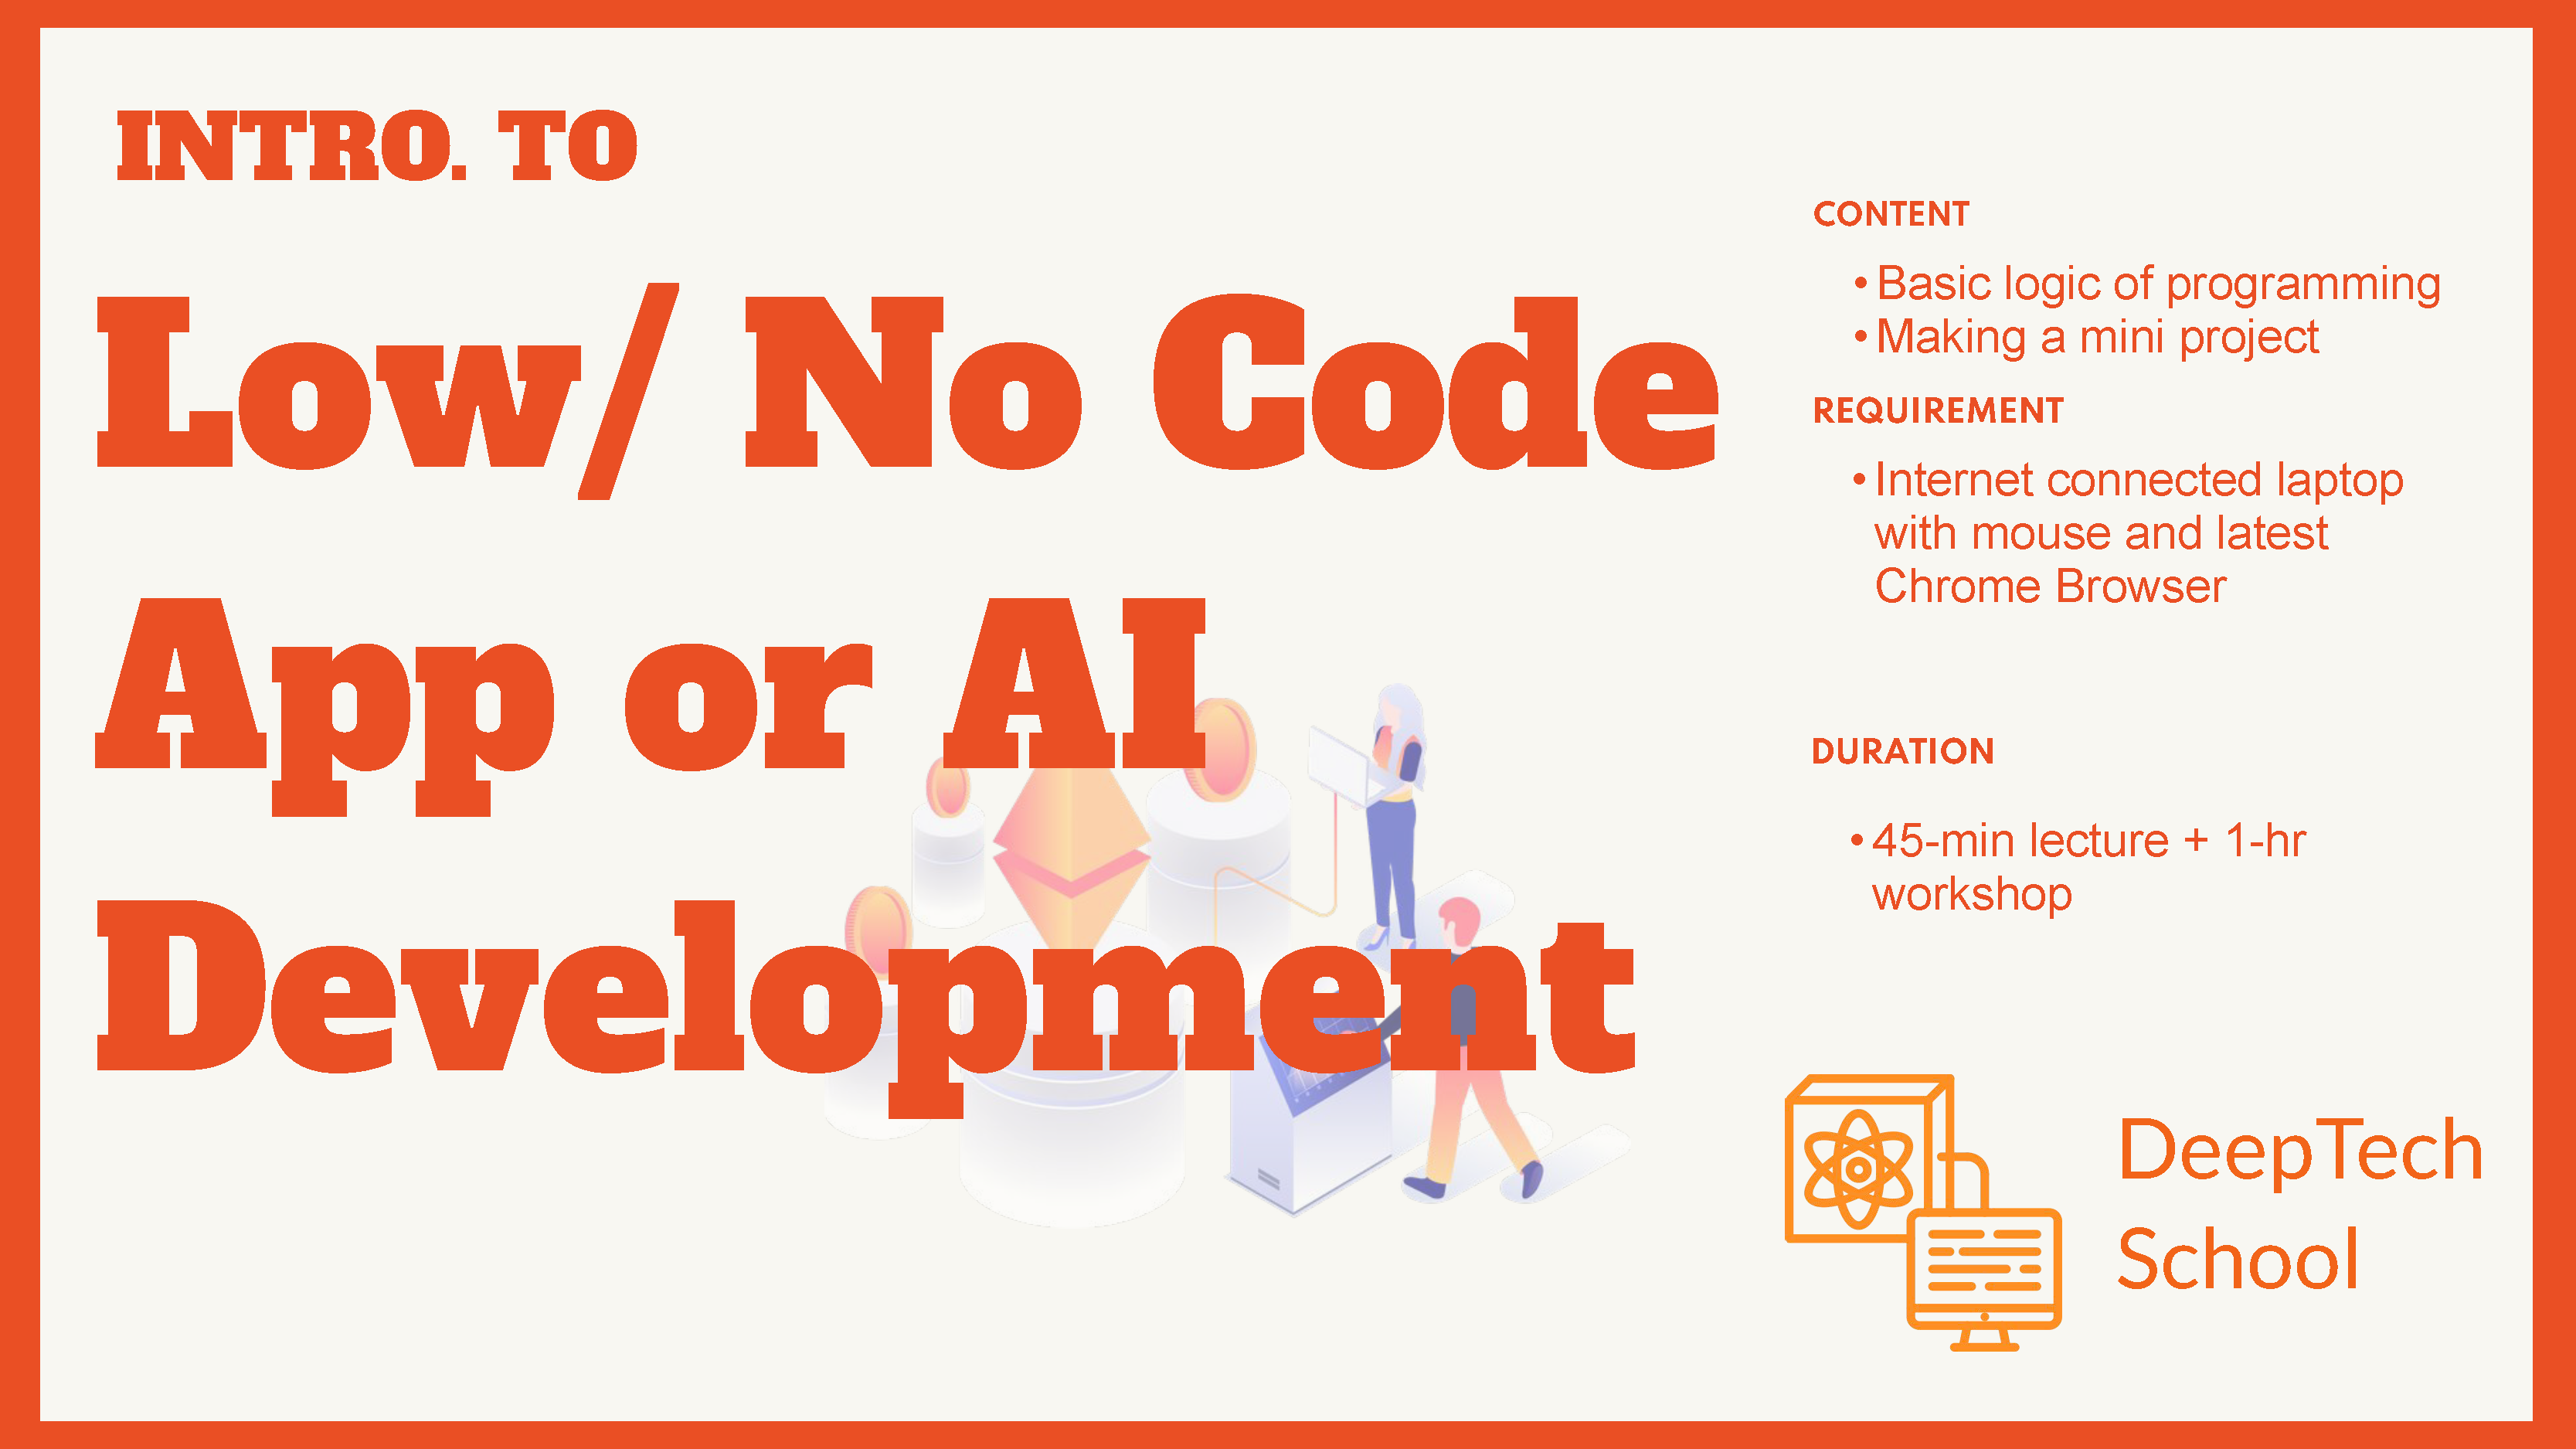 INTRO. TO
Low/ No Code
App or AI
Development
CONTENT
• Basic logic of programming
• Making a mini project
REQUIREMENT
• Internet connected laptop
with mouse and latest
Chrome Browser
DURATION
• 45-min lecture + 1-hr
workshop
DeepTech
School